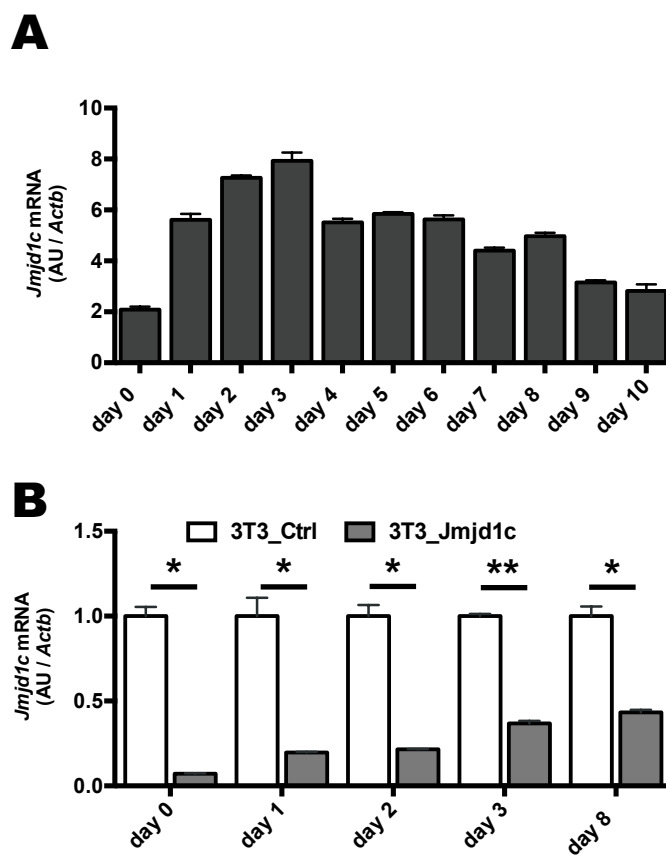 A
Jmjd1c mRNA
(AU / Actb)
10
8
6
4
2
0
day 0 day 1 day 2 day 3 day 4 day 5 day 6 day 7 day 8 day 9 day 10
B
3T3_Ctrl 3T3_Jmjd1c
Jmjd1c mRNA
(AU / Actb)
1.5
1.0
0.5
0.0
* * * ** *
day 0 day 1 day 2 day 3 day 8